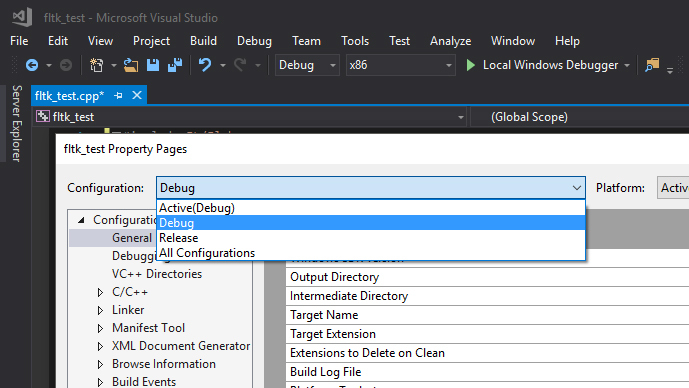 fltk_test - Microsoft Visual Studio
File Edit View Project Build Debug Team Tools Test Analyze Window Help
Debug x86 Local Windows Debugger
Server Explorer
fltk_test.cpp*
fltk_test (Global Scope)
fltk_test Property Pages
Configuration: Debug Platform: Active
Active(Debug)
Debug
Release
All Configurations
Configuration
General
Debugging
VC++ Directories
C/C++
Linker
Manifest Tool
XML Document Generator
Browse Information
Build Events
Output Directory
Intermediate Directory
Target Name
Target Extension
Extensions to Delete on Clean
Build Log File